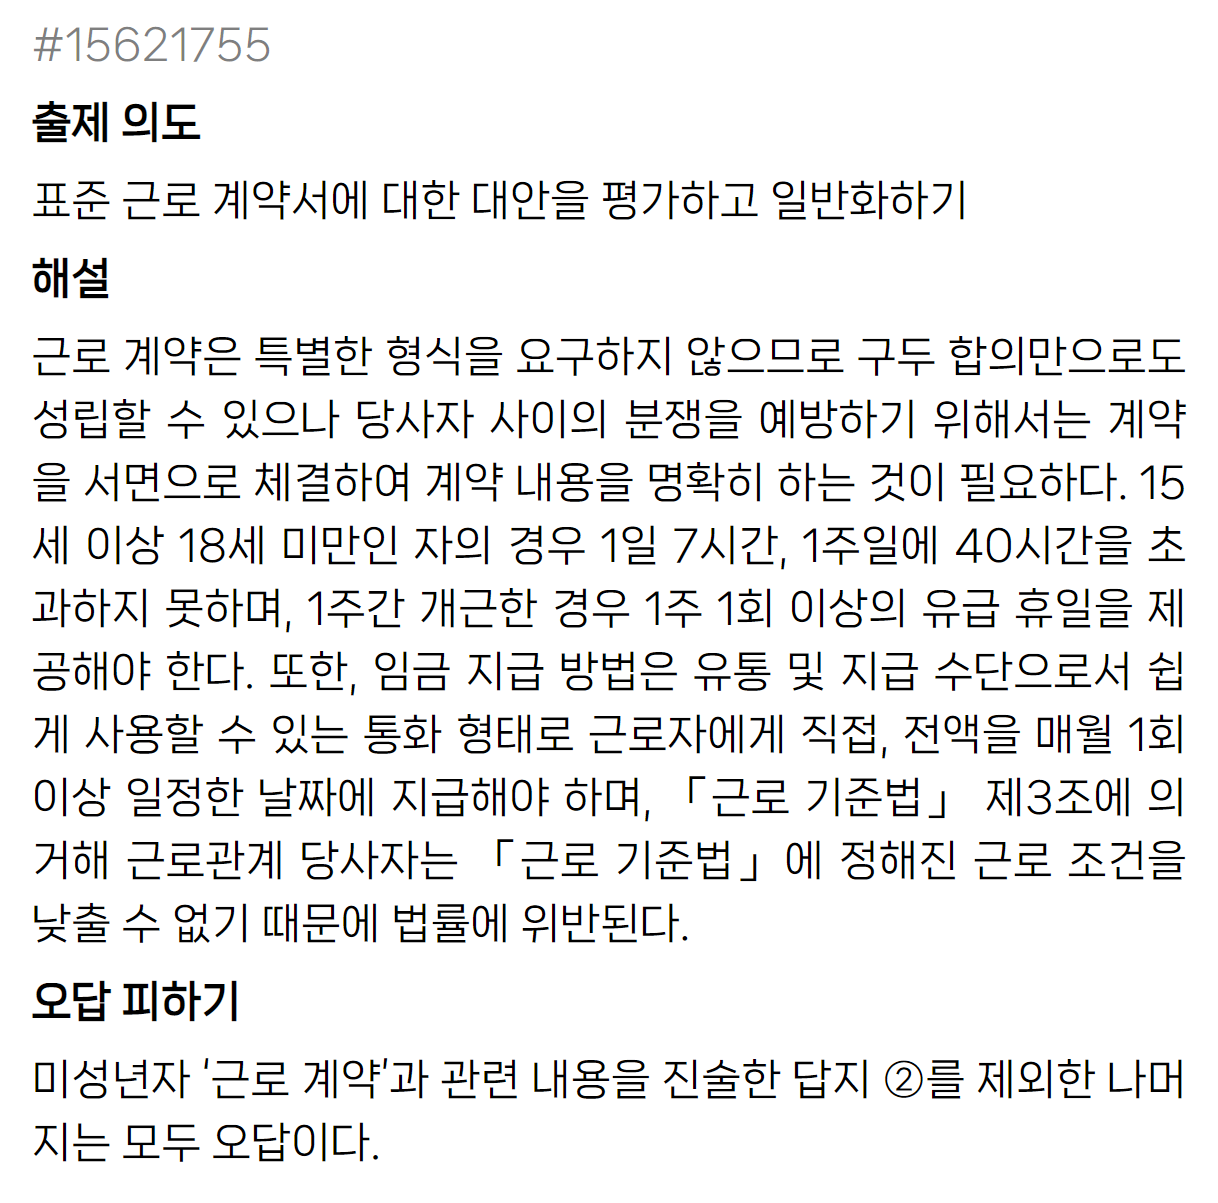 #15621755
출제 의도
표준 근로 계약서에 대한 대안을 평가하고 일반화하기
해설
근로 계약은 특별한 형식을 요구하지 않으므로 구두 합의만으로도
성립할 수 있으나 당사자 사이의 분쟁을 예방하기 위해서는 계약
을 서면으로 체결하여 계약 내용을 명확히 하는 것이 필요하다. 15
세 이상 18세 미만인 자의 경우 1일 7시간, 1주일에 40시간을 초
과하지 못하며, 1주간 개근한 경우 1주 1회 이상의 유급 휴일을 제
공해야 한다. 또한, 임금 지급 방법은 유통 및 지급 수단으로서 쉽
게 사용할 수 있는 통화 형태로 근로자에게 직접, 전액을 매월 1회
이상 일정한 날짜에 지급해야 하며, 「근로 기준법」 제3조에 의
거해 근로관계 당사자는 「근로 기준법」에 정해진 근로 조건을
낮출 수 없기 때문에 법률에 위반된다.
오답 피하기
미성년자 '근로 계약'과 관련 내용을 진술한 답지 ②를 제외한 나머
지는 모두 오답이다.